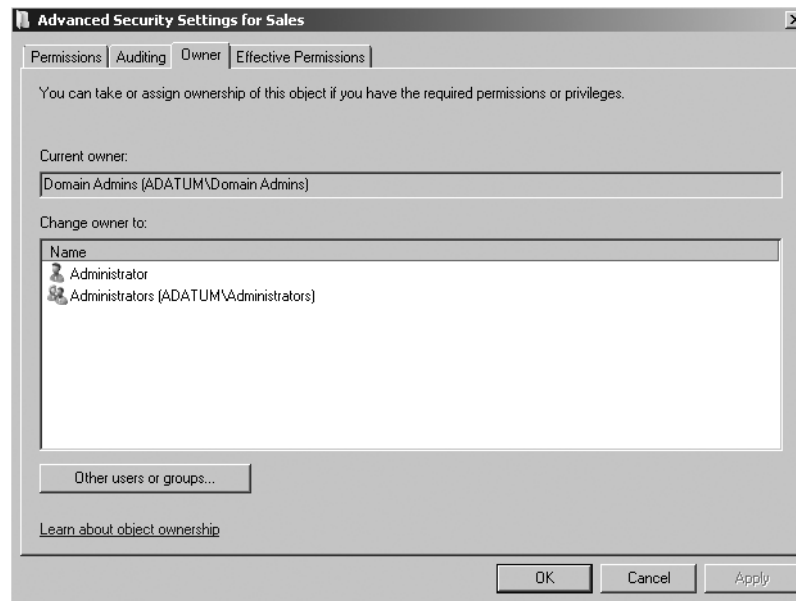 Advanced Security Settings for Sales
Permissions Auditing Owner Effective Permissions
You can take or assign ownership of this object if you have the required permissions or privileges.
Current owner:
Domain Admins (ADATUM\Domain Admins)
Change owner to:
Name
Administrator
Administrators (ADATUM\Administrators)
Other users or groups...
Learn about object ownership
OK Cancel Apply